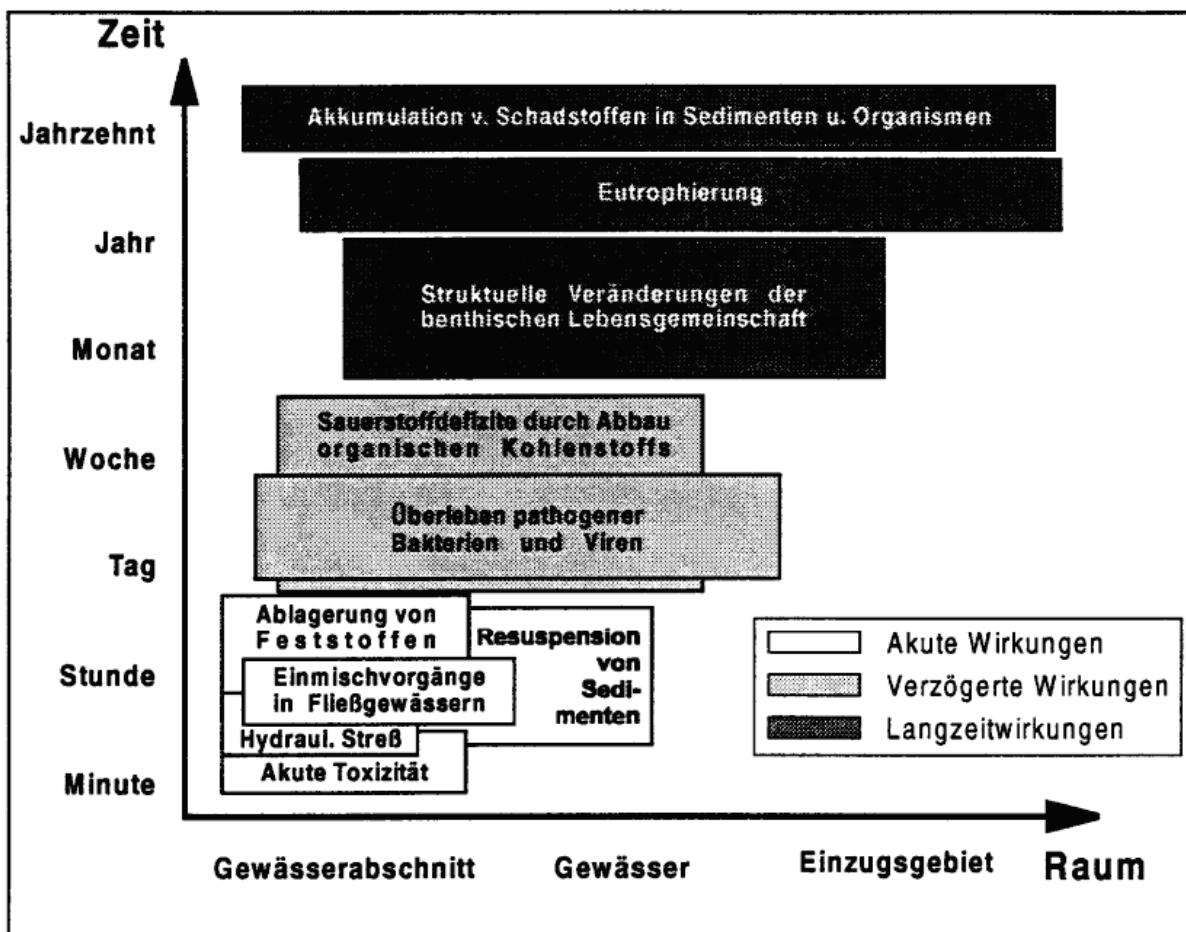 Zeit
Jahrzehnt
Akkumulation v. Schadstoffen in Sedimenten u. Organismen
Eutrophierung
Jahr
Struktuelle Veränderungen der
benthischen Lebensgemeinschaft
Monat
Sauerstoffdefizite durch Abbau
organischen Kohlenstoffs
Woche
Überleben pathogener
Bakterien und Viren
Tag
Ablagerung von
Feststoffen
Resuspension
von
Sedi-
menten
Stunde
Einmischvorgänge
in Fließgewässern
Hydraul. Streß
Akute Toxizität
Minute
Akute Wirkungen
Verzögerte Wirkungen
Langzeitwirkungen
Gewässerabschnitt
Gewässer
Einzugsgebiet
Raum